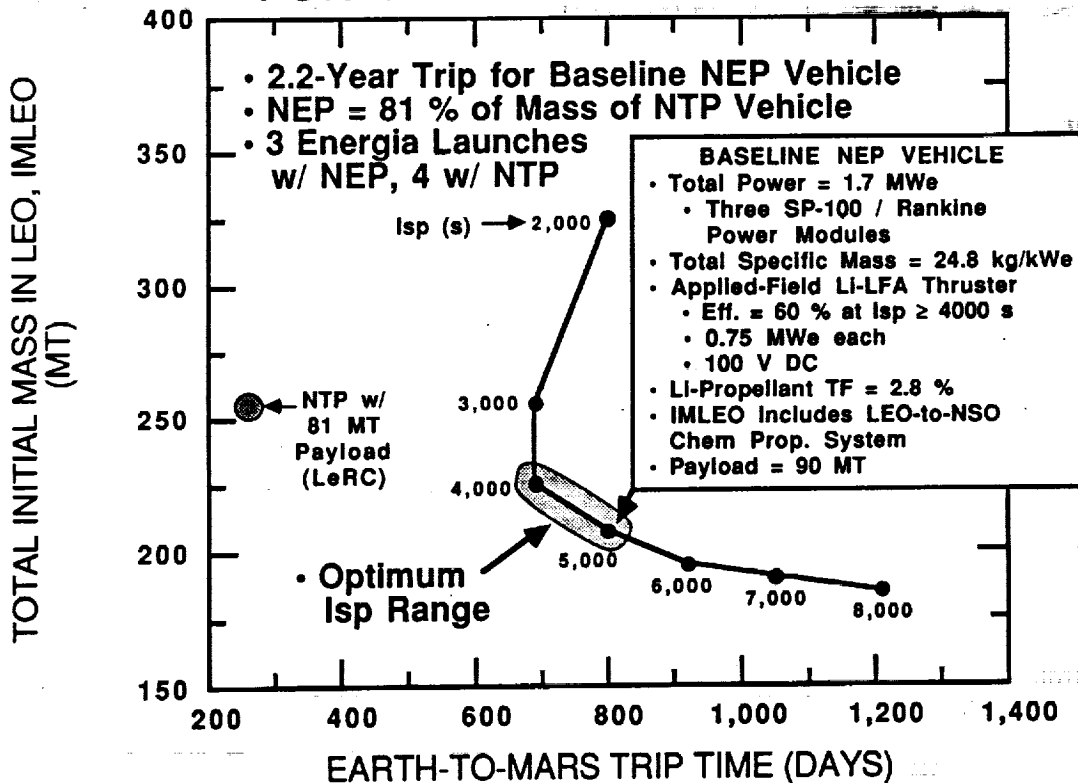 400
350
300
250
200
150
TOTAL INITIAL MASS IN LEO, IMLEO
(MT)
• 2.2-Year Trip for Baseline NEP Vehicle
• NEP = 81 % of Mass of NTP Vehicle
• 3 Energia Launches
w/ NEP, 4 w/ NTP
BASELINE NEP VEHICLE
• Total Power = 1.7 MWe
• Three SP-100 / Rankine
Power Modules
• Total Specific Mass = 24.8 kg/kWe
• Applied-Field Li-LFA Thruster
• Eff. = 60 % at Isp ≥ 4000 s
• 0.75 MWe each
• 100 V DC
• Li-Propellant TF = 2.8 %
• IMLEO Includes LEO-to-NSO
Chem Prop. System
• Payload = 90 MT
Isp (s) → 2,000
3,000
4,000
5,000
6,000
7,000
8,000
NTP w/
81 MT
Payload
(LeRC)
• Optimum
Isp Range
200 400 600 800 1,000 1,200 1,400
EARTH-TO-MARS TRIP TIME (DAYS)